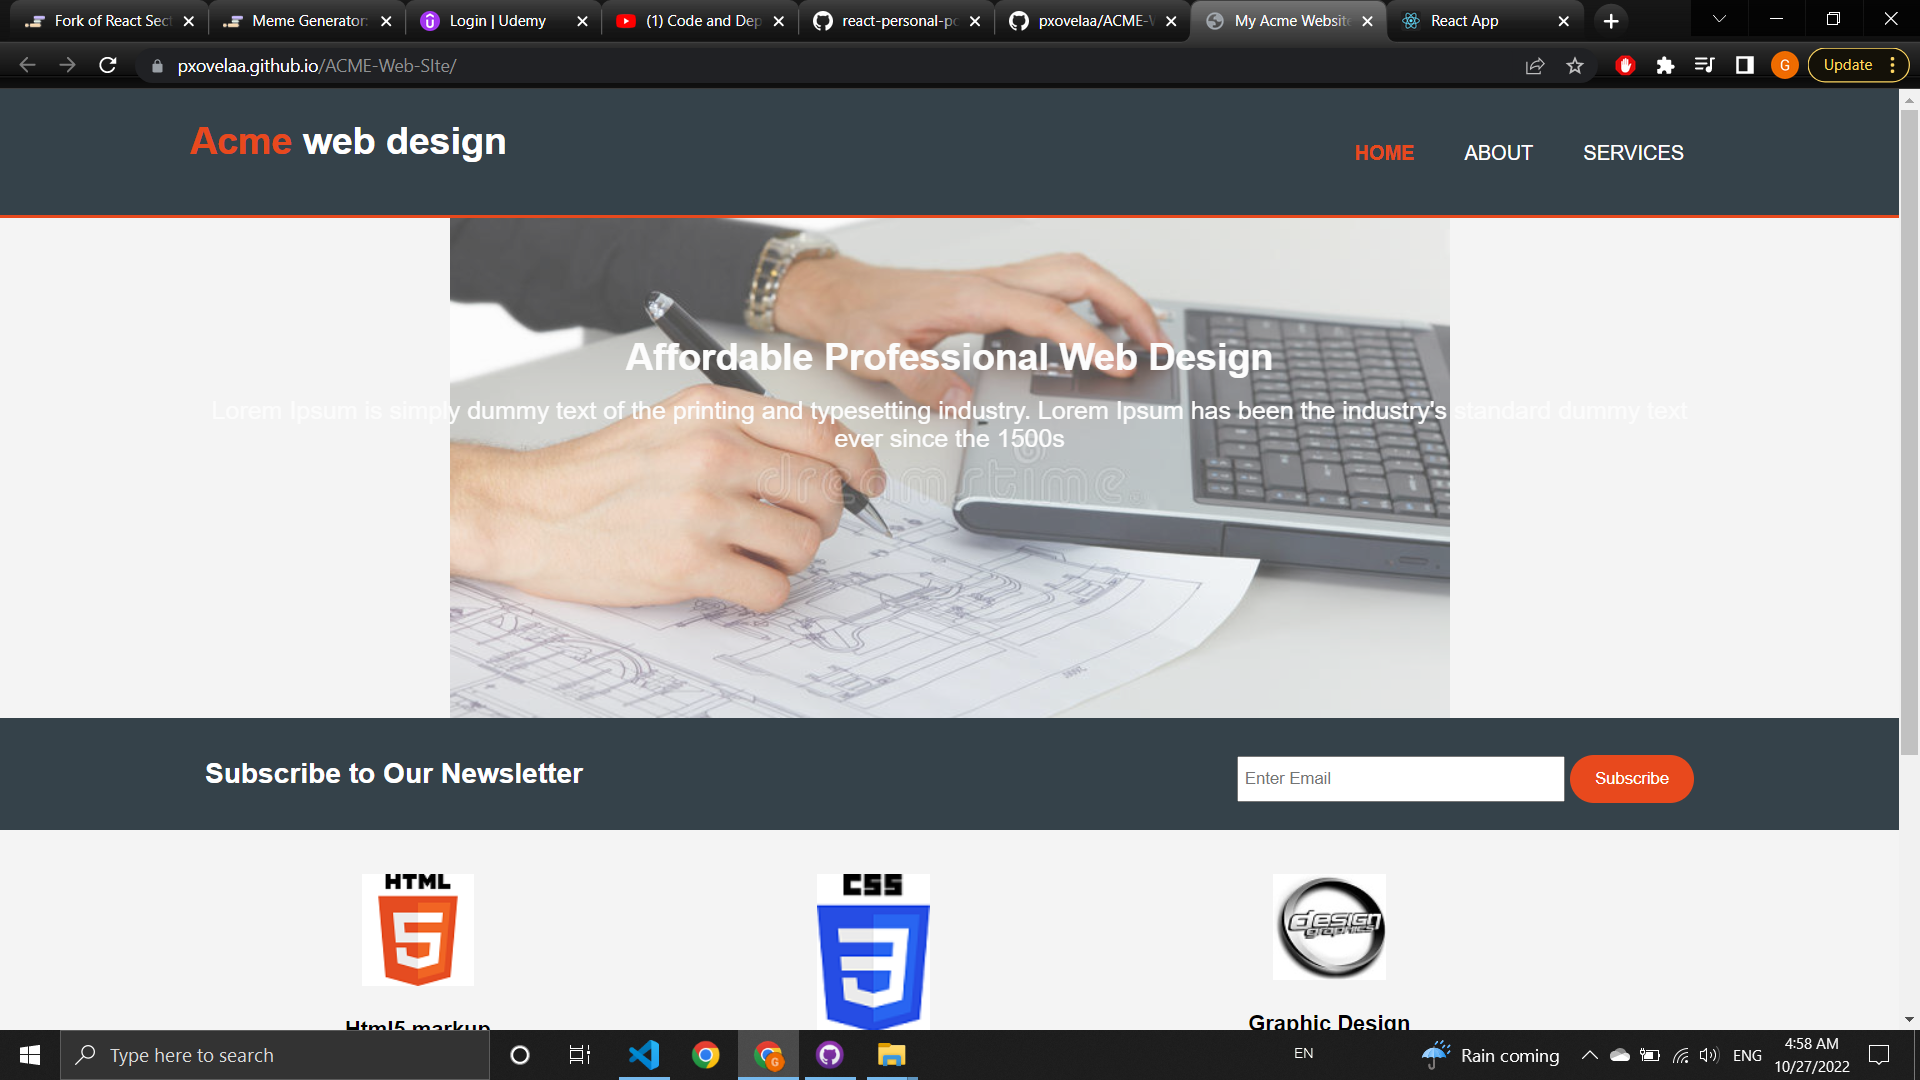 Fork of React Sect
Meme Generator:
Login | Udemy
(1) Code and Dep
react-personal-po
pxovelaa/ACME-W
My Acme Website
React App
pxovelaa.github.io/ACME-Web-SIte/
G
Update
Acme web design
HOME ABOUT SERVICES
Affordable Professional Web Design
Lorem Ipsum is simply dummy text of the printing and typesetting industry. Lorem Ipsum has been the industry's standard dummy text
ever since the 1500s
dreamstime
Subscribe to Our Newsletter
Enter Email
Subscribe
HTML
5
CSS
3
design
graphics
Html5 markup
Graphic Design
Type here to search
G
EN
Rain coming
ENG
4:58 AM
10/27/2022